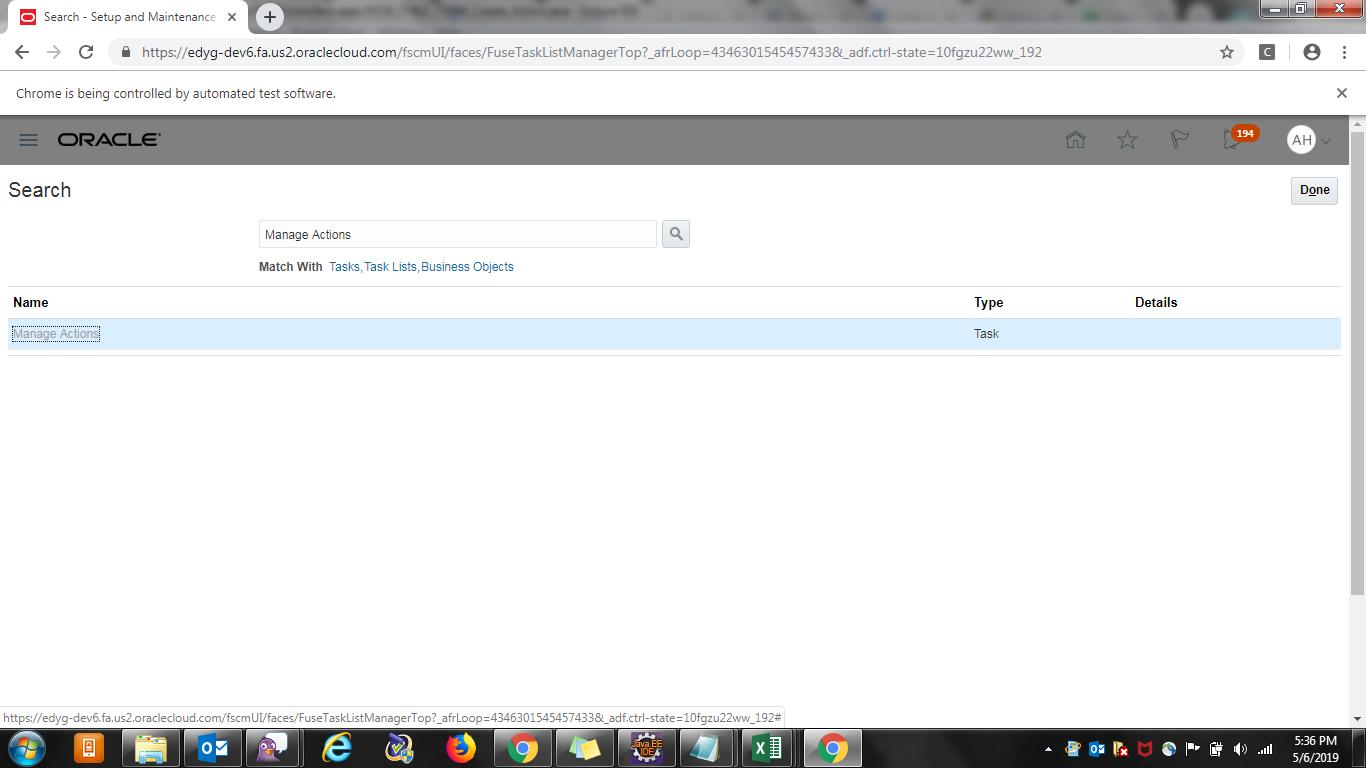 Search - Setup and Maintenance
https://edyg-dev6.fa.us2.oraclecloud.com/fscmUI/faces/FuseTaskListManagerTop?_afrLoop=4346301545457433&_adf.ctrl-state=10fgzu22ww_192
C
Chrome is being controlled by automated test software.
ORACLE
194
AH
Search
Done
Manage Actions
Match With Tasks, Task Lists, Business Objects
Name Type Details
Manage Actions Task
https://edyg-dev6.fa.us2.oraclecloud.com/fscmUI/faces/FuseTaskListManagerTop?_afrLoop=4346301545457433&_adf.ctrl-state=10fgzu22ww_192#
Java EE
IDE
5:36 PM
5/6/2019